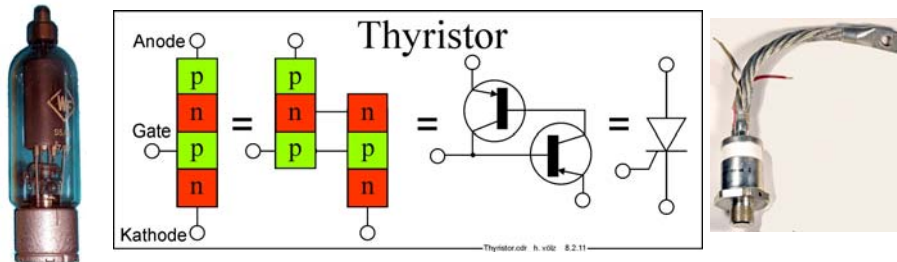 Thyristor
Anode
p p
n n n
Gate
p p p
n n
Kathode
= = =
Thyristor.cdr h. völz 8.2.11